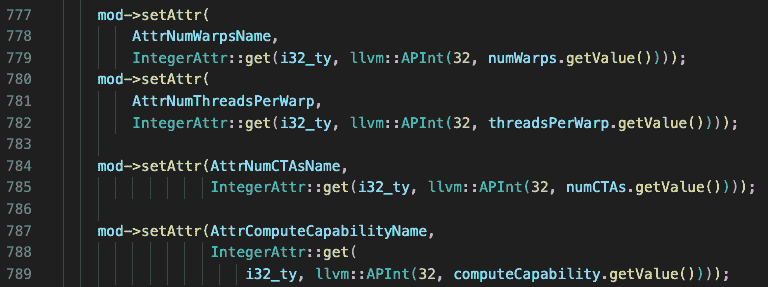 777 mod->setAttr(
778 AttrNumWarpsName,
779 IntegerAttr::get(i32_ty, llvm::APInt(32, numWarps.getValue())));
780 mod->setAttr(
781 AttrNumThreadsPerWarp,
782 IntegerAttr::get(i32_ty, llvm::APInt(32, threadsPerWarp.getValue())));
783
784 mod->setAttr(AttrNumCTAsName,
785 IntegerAttr::get(i32_ty, llvm::APInt(32, numCTAs.getValue())));
786
787 mod->setAttr(AttrComputeCapabilityName,
788 IntegerAttr::get(
789 i32_ty, llvm::APInt(32, computeCapability.getValue())));